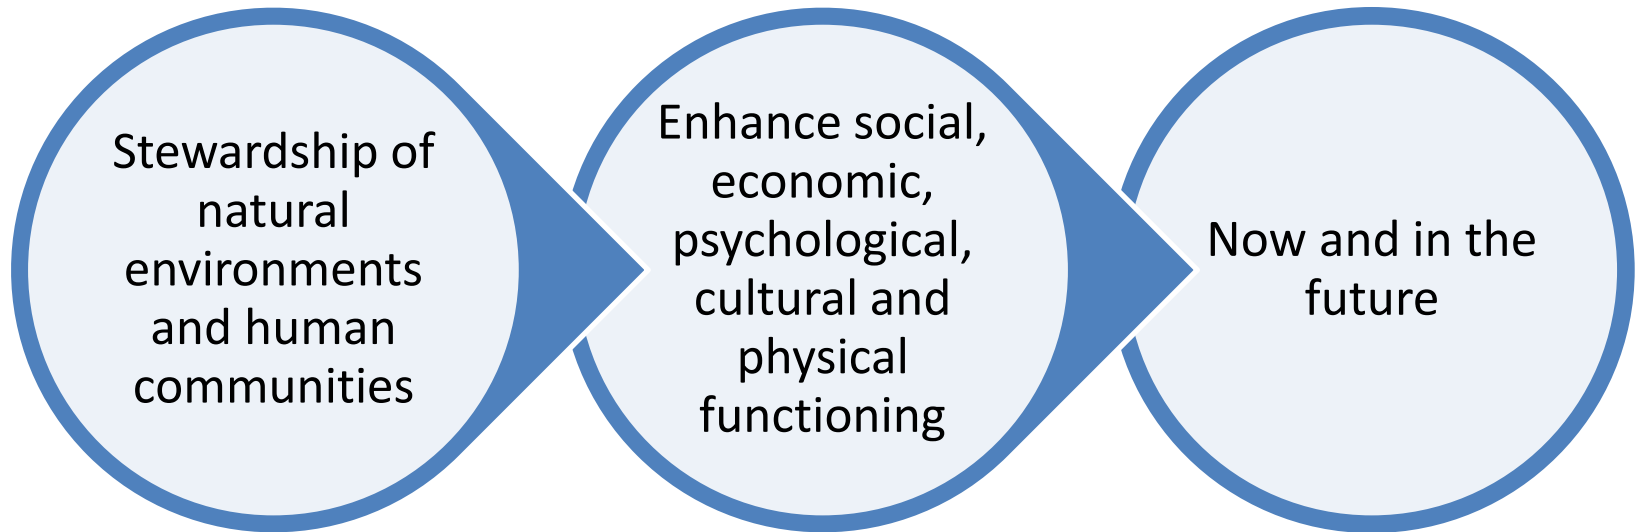 Stewardship of
natural
environments
and human
communities
Enhance social,
economic,
psychological,
cultural and
physical
functioning
Now and in the
future